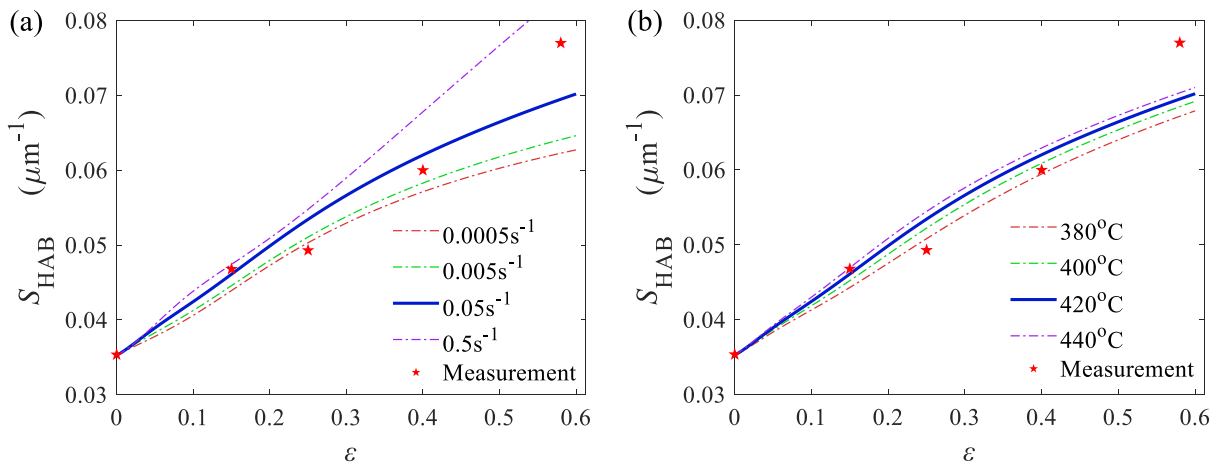 (a)
0.08
0.07
0.06
0.05
0.04
0.03
S_HAB (μm⁻¹)
0.0005s⁻¹
0.005s⁻¹
0.05s⁻¹
0.5s⁻¹
Measurement
0 0.1 0.2 0.3 0.4 0.5 0.6
ε
(b)
0.08
0.07
0.06
0.05
0.04
0.03
S_HAB (μm⁻¹)
380°C
400°C
420°C
440°C
Measurement
0 0.1 0.2 0.3 0.4 0.5 0.6
ε